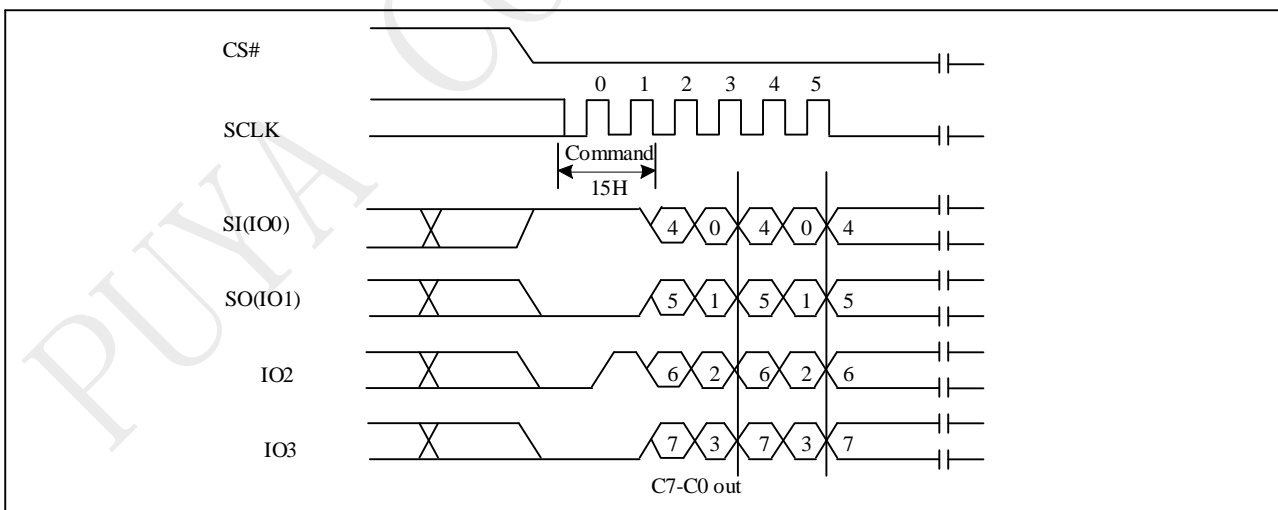 PUYA CO
CS#
0 1 2 3 4 5
SCLK
Command
15H
SI(IO0) 4 0 4 0 4
SO(IO1) 5 1 5 1 5
IO2 6 2 6 2 6
IO3 7 3 7 3 7
C7-C0 out